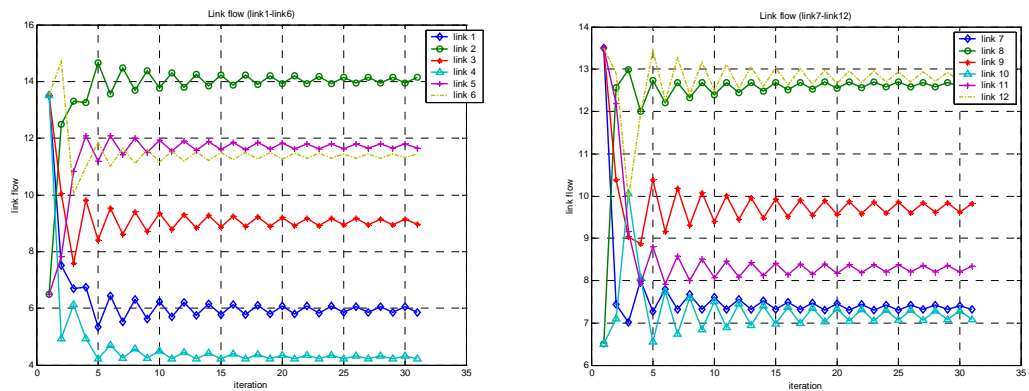 Link flow (link1-link6)
16
14
12
10
8
6
4
0
5
10
15
20
25
30
35
link flow
iteration
link 1
link 2
link 3
link 4
link 5
link 6
Link flow (link7-link12)
14
13
12
11
10
9
8
7
6
0
5
10
15
20
25
30
35
link flow
iteration
link 7
link 8
link 9
link 10
link 11
link 12